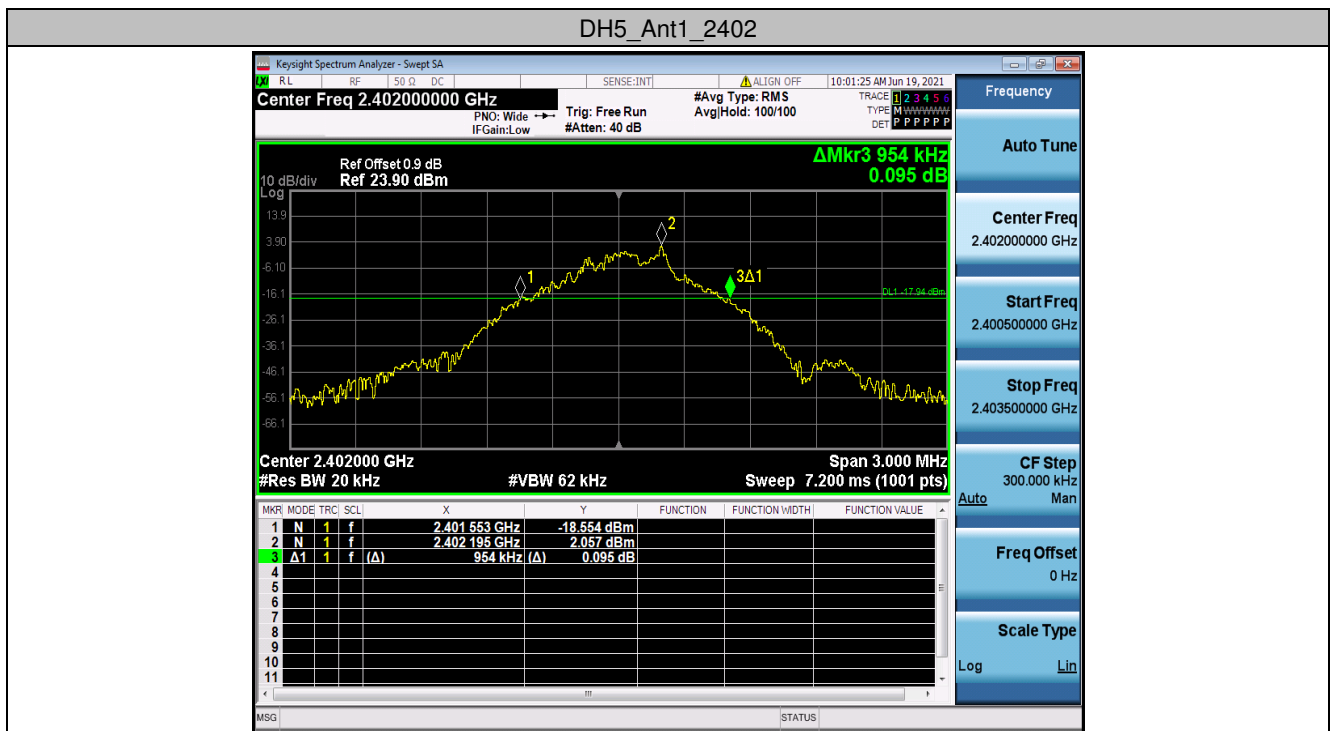 DH5_Ant1_2402
Keysight Spectrum Analyzer - Swept SA
LXI RL RF 50 Ω DC SENSE:INT ALIGN OFF 10:01:25 AM Jun 19, 2021
Center Freq 2.402000000 GHz
PNO: Wide
IFGain:Low
Trig: Free Run
#Atten: 40 dB
#Avg Type: RMS
Avg|Hold: 100/100
TRACE 1 2 3 4 5 6
TYPE M WWWWW
DET P P P P P P
Frequency
Auto Tune
Center Freq
2.402000000 GHz
Start Freq
2.400500000 GHz
Stop Freq
2.403500000 GHz
CF Step
300.000 kHz
Auto Man
Freq Offset
0 Hz
Scale Type
Log Lin
ΔMkr3 954 kHz
0.095 dB
Ref Offset 0.9 dB
10 dB/div Ref 23.90 dBm
Log
13.9
3.90
-6.10
-16.1
-26.1
-36.1
-46.1
-56.1
-66.1
1
2
3Δ1
DL1 -17.94 dBm
Center 2.402000 GHz Span 3.000 MHz
#Res BW 20 kHz #VBW 62 kHz Sweep 7.200 ms (1001 pts)
MKR MODE TRC SCL X Y FUNCTION FUNCTION WIDTH FUNCTION VALUE
1 N 1 f 2.401 553 GHz -18.554 dBm
2 N 1 f 2.402 195 GHz 2.057 dBm
3 Δ1 1 f (Δ) 954 kHz (Δ) 0.095 dB
4
5
6
7
8
9
10
11
MSG STATUS